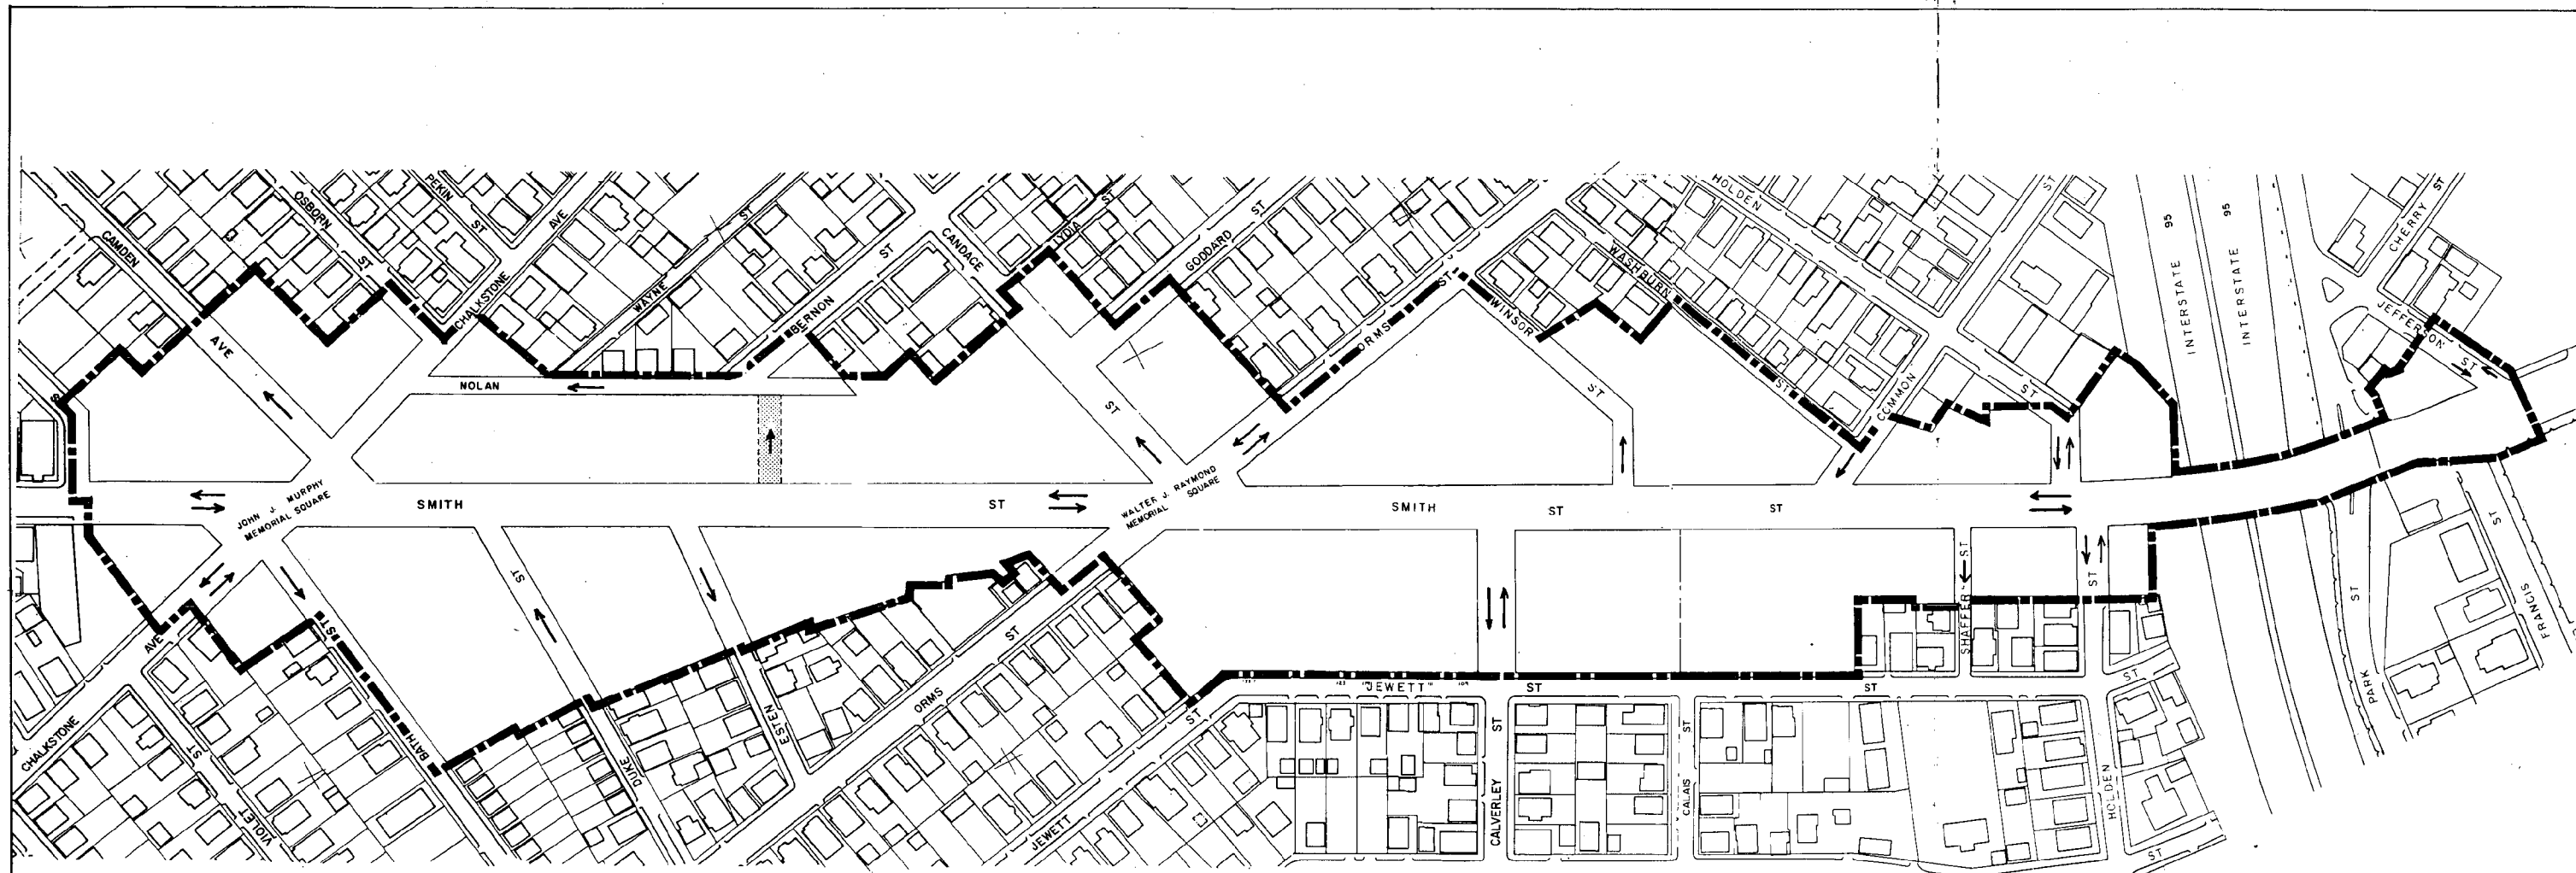 HOLDEN
ST
95
95
INTERSTATE
INTERSTATE
CHERRY
ST
PEKIN
ST
OSBORN
ST
CAMDEN
AVE
CHALKSTONE
AVE
WAYNE
ST
BERNON
ST
CANDACE
ST
LYDIA
ST
GODDARD
ST
ORMS
ST
WINSOR
ST
WASHBURN
ST
COMMON
ST
JEFFERSON
ST
NOLAN
JOHN J. MURPHY
MEMORIAL SQUARE
SMITH
ST
WALTER J. RAYMOND
MEMORIAL SQUARE
SMITH
ST
ST
ST
ST
SHAFFER ST
ST
FRANCIS
ST
PARK
ST
AVE
CHALKSTONE
VIOLET
ST
BATH
ST
DUKE
ESTEN
ORMS
ST
JEWETT
ST
JEWETT
ST
ST
ST
CALVERLEY
ST
CALAIS
ST
HOLDEN
ST